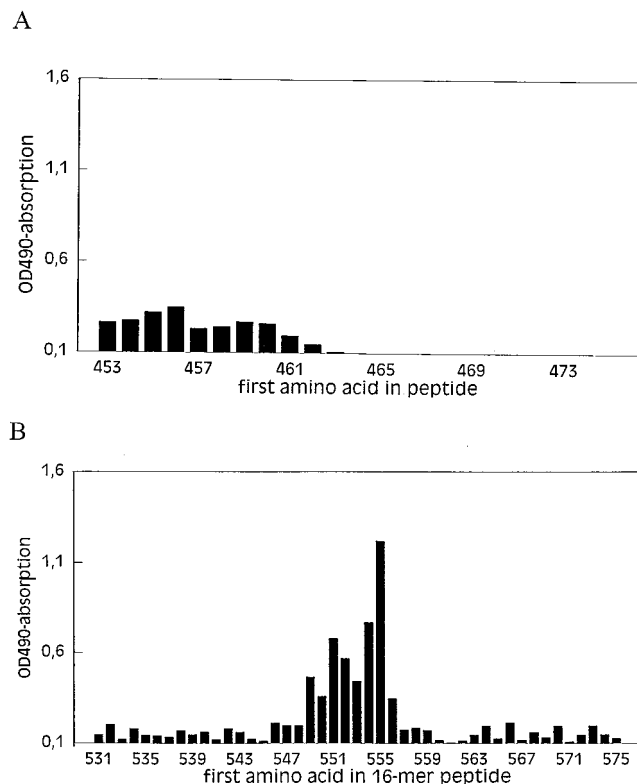 A
1,6
1,1
0,6
0,1
OD490-absorption
453 457 461 465 469 473
first amino acid in peptide
B
1,6
1,1
0,6
0,1
OD490-absorption
531 535 539 543 547 551 555 559 563 567 571 575
first amino acid in 16-mer peptide